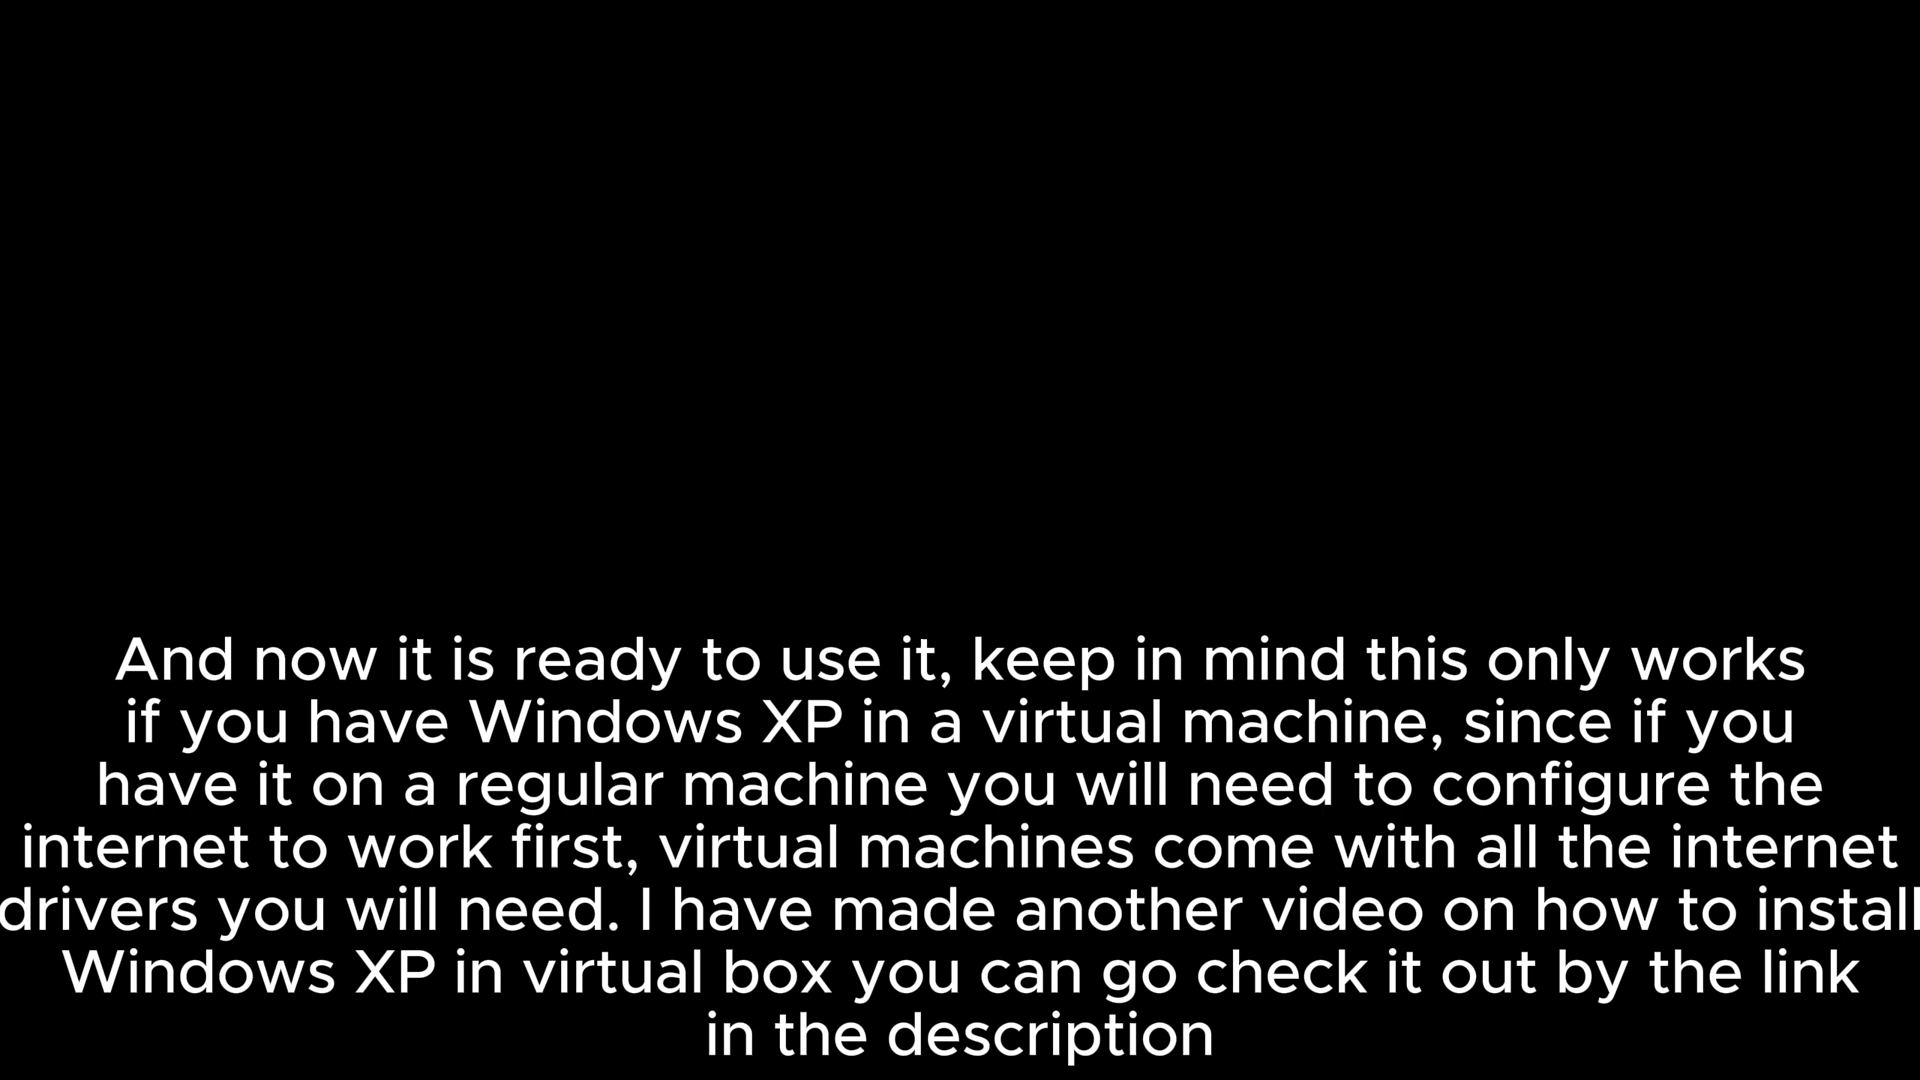 And now it is ready to use it, keep in mind this only works
if you have Windows XP in a virtual machine, since if you
have it on a regular machine you will need to configure the
internet to work first, virtual machines come with all the internet
drivers you will need. I have made another video on how to install
Windows XP in virtual box you can go check it out by the link
in the description